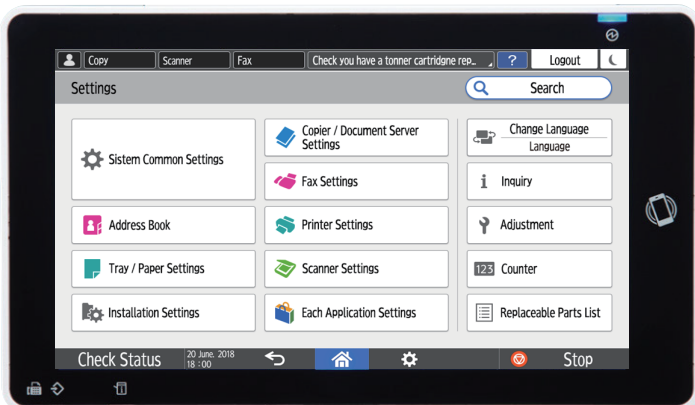 Copy
Scanner
Fax
Check you have a tonner cartridgne rep...
?
Logout
Settings
Search
Sistem Common Settings
Copier / Document Server
Settings
Change Language
Language
Fax Settings
i
Inquiry
Address Book
Printer Settings
Adjustment
Tray / Paper Settings
Scanner Settings
123
Counter
Installation Settings
Each Application Settings
Replaceable Parts List
Check Status
20 June. 2018
18 : 00
Stop